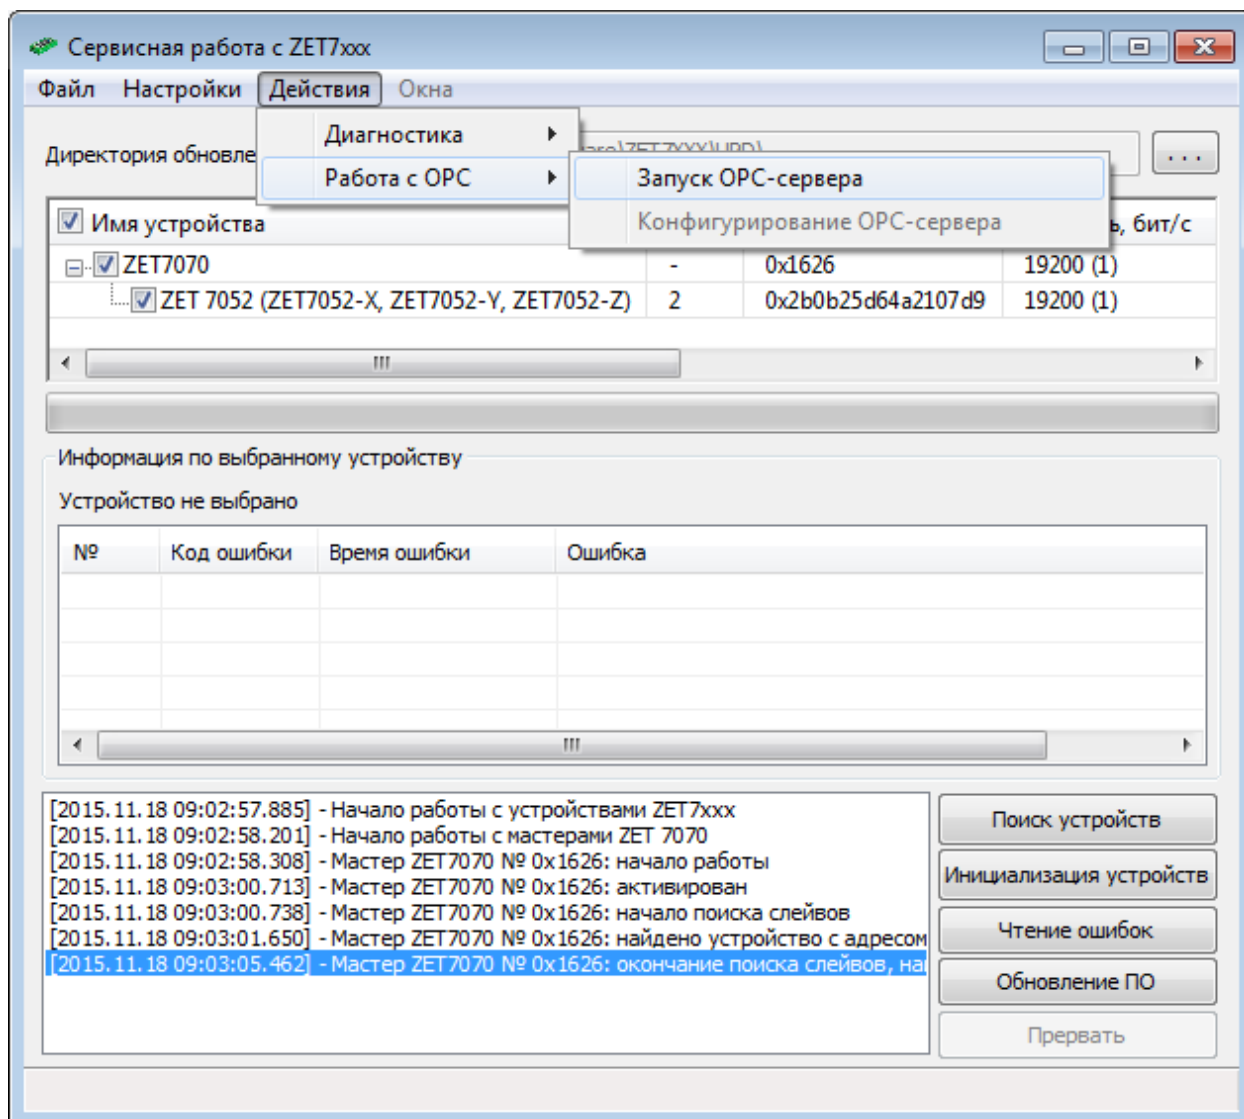 Сервисная работа с ZET7xxx
Файл Настройки Действия Окна
Диагностика
Директория обновле
Работа с OPC
Запуск OPC-сервера
...
Конфигурирование OPC-сервера
Имя устройства
ь, бит/с
ZET7070 - 0x1626 19200 (1)
ZET 7052 (ZET7052-X, ZET7052-Y, ZET7052-Z) 2 0x2b0b25d64a2107d9 19200 (1)
Информация по выбранному устройству
Устройство не выбрано
№ Код ошибки Время ошибки Ошибка
[2015.11.18 09:02:57.885] - Начало работы с устройствами ZET7xxx
[2015.11.18 09:02:58.201] - Начало работы с мастерами ZET 7070
[2015.11.18 09:02:58.308] - Мастер ZET7070 № 0x1626: начало работы
[2015.11.18 09:03:00.713] - Мастер ZET7070 № 0x1626: активирован
[2015.11.18 09:03:00.738] - Мастер ZET7070 № 0x1626: начало поиска слейвов
[2015.11.18 09:03:01.650] - Мастер ZET7070 № 0x1626: найдено устройство с адресом
[2015.11.18 09:03:05.462] - Мастер ZET7070 № 0x1626: окончание поиска слейвов, на
Поиск устройств
Инициализация устройств
Чтение ошибок
Обновление ПО
Прервать